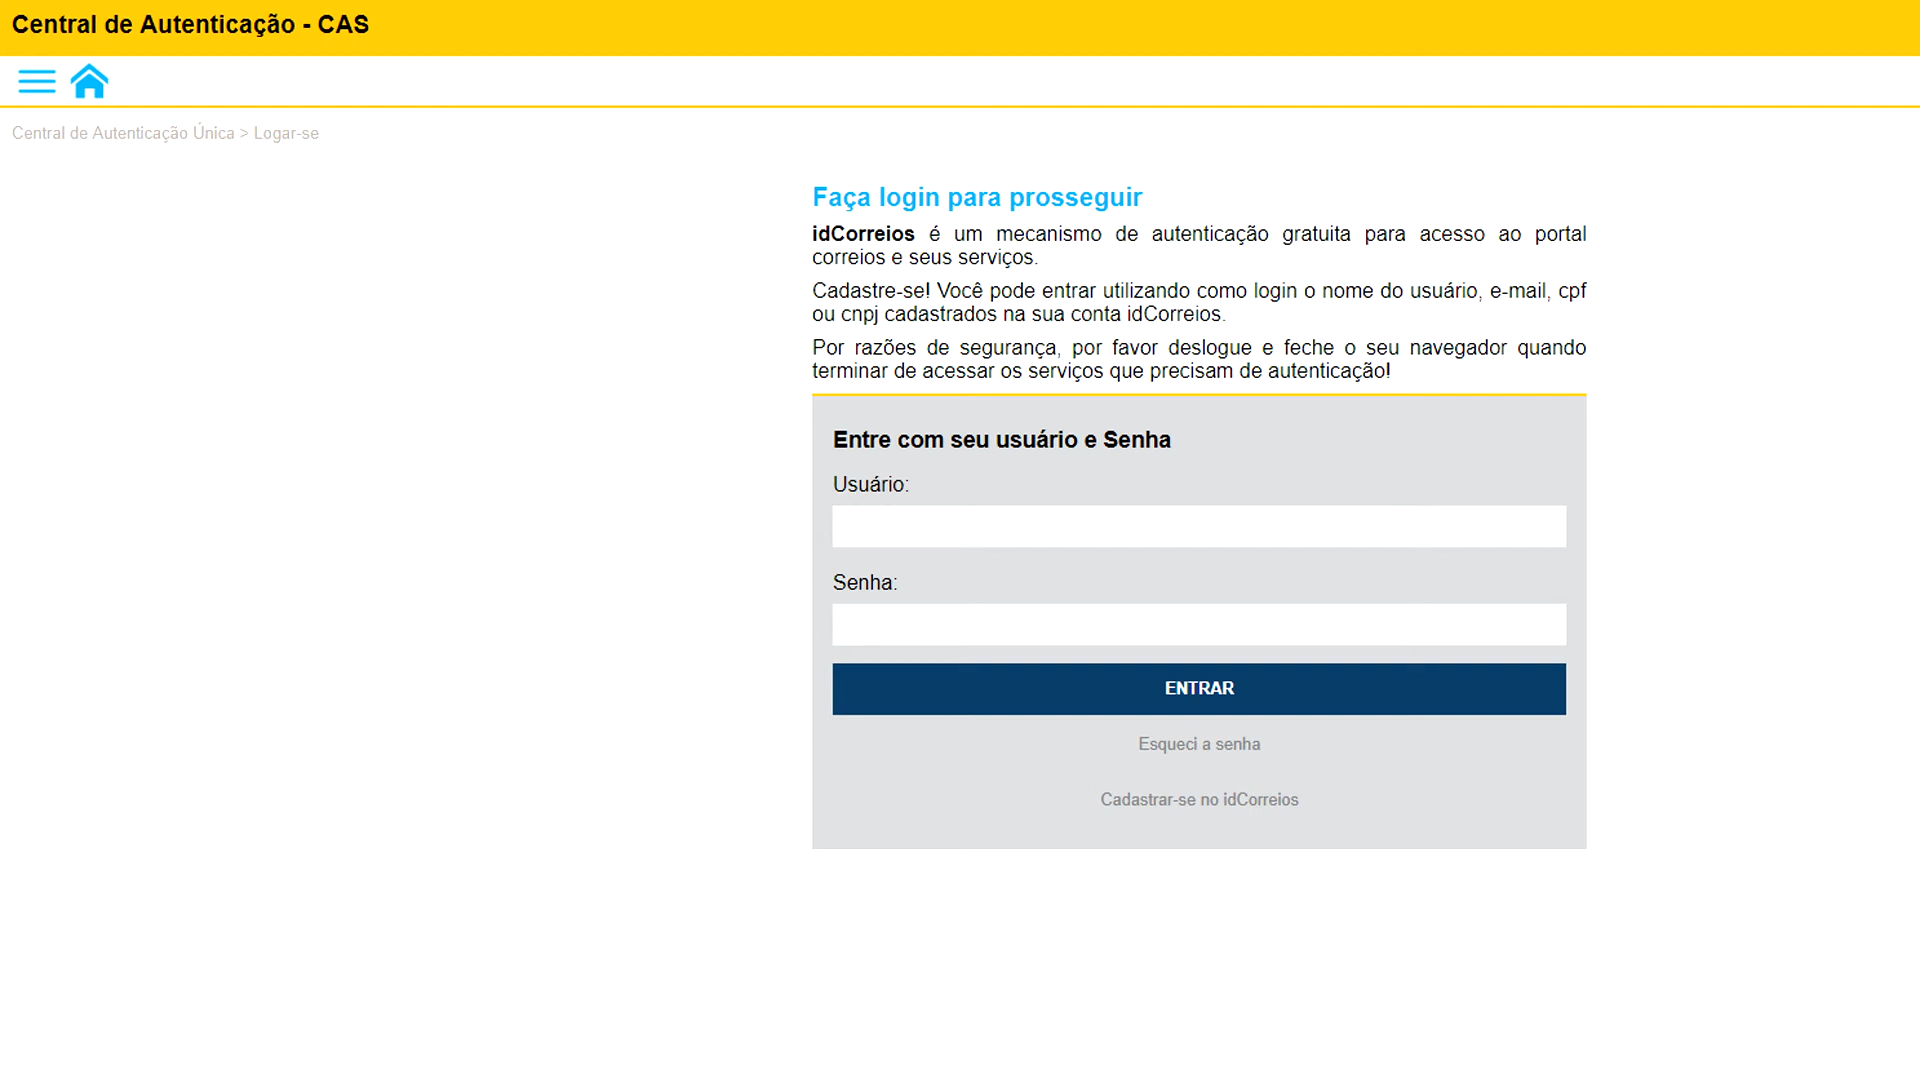 Central de Autenticação - CAS
Central de Autenticação Única > Logar-se
Faça login para prosseguir
idCorreios é um mecanismo de autenticação gratuita para acesso ao portal
correios e seus serviços.
Cadastre-se! Você pode entrar utilizando como login o nome do usuário, e-mail, cpf
ou cnpj cadastrados na sua conta idCorreios.
Por razões de segurança, por favor deslogue e feche o seu navegador quando
terminar de acessar os serviços que precisam de autenticação!
Entre com seu usuário e Senha
Usuário:
Senha:
ENTRAR
Esqueci a senha
Cadastrar-se no idCorreios